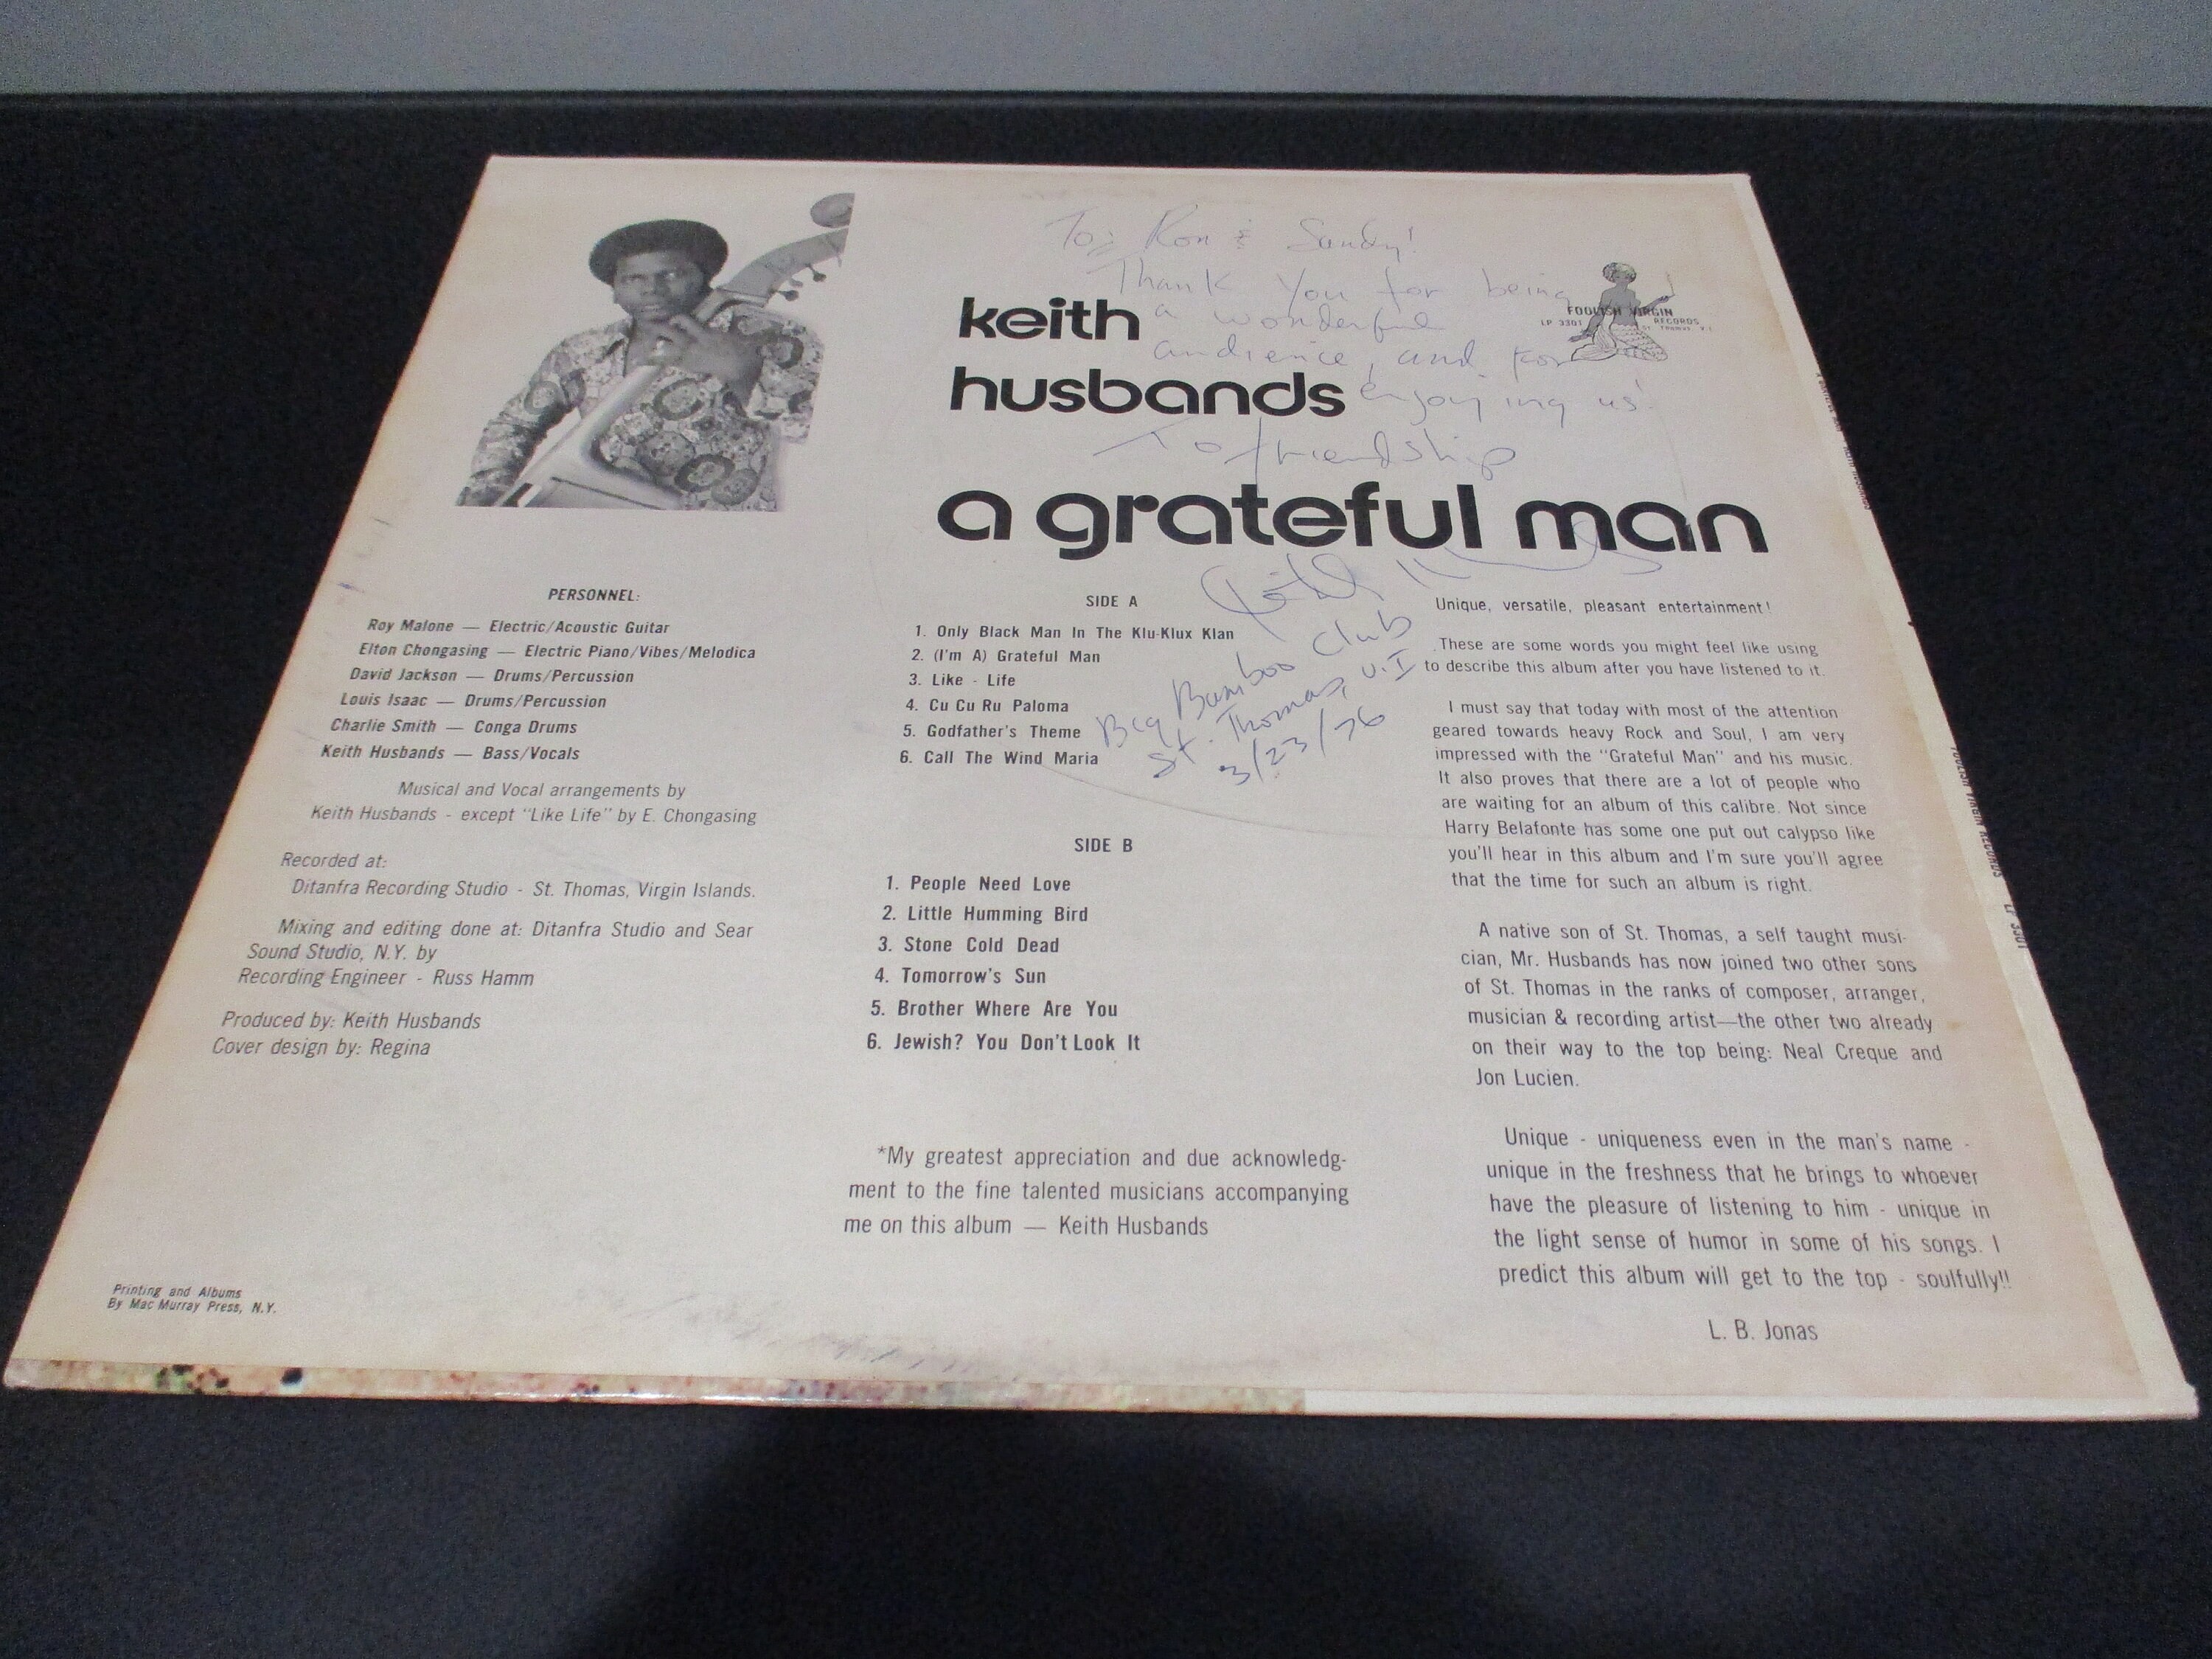 To: Ron & Sandy!
Thank You for being
a wonderful
audience, and for
enjoying us!
To friendship
keith
husbands
a grateful man
FOOLISH VIRGIN
RECORDS
LP 3301
ST. THOMAS, V.I.
Keith
Big Bamboo Club
St. Thomas, V.I
3/23/76
PERSONNEL:
Roy Malone — Electric/Acoustic Guitar
Elton Chongasing — Electric Piano/Vibes/Melodica
David Jackson — Drums/Percussion
Louis Isaac — Drums/Percussion
Charlie Smith — Conga Drums
Keith Husbands — Bass/Vocals
Musical and Vocal arrangements by
Keith Husbands - except "Like Life" by E. Chongasing
Recorded at:
Ditanfra Recording Studio - St. Thomas, Virgin Islands.
Mixing and editing done at: Ditanfra Studio and Sear
Sound Studio, N.Y. by
Recording Engineer - Russ Hamm
Produced by: Keith Husbands
Cover design by: Regina
Printing and Albums
By Mac Murray Press, N.Y.
SIDE A
1. Only Black Man In The Klu-Klux Klan
2. (I'm A) Grateful Man
3. Like - Life
4. Cu Cu Ru Paloma
5. Godfather's Theme
6. Call The Wind Maria
SIDE B
1. People Need Love
2. Little Humming Bird
3. Stone Cold Dead
4. Tomorrow's Sun
5. Brother Where Are You
6. Jewish? You Don't Look It
*My greatest appreciation and due acknowledg-
ment to the fine talented musicians accompanying
me on this album — Keith Husbands
Unique, versatile, pleasant entertainment!
These are some words you might feel like using
to describe this album after you have listened to it.
I must say that today with most of the attention
geared towards heavy Rock and Soul, I am very
impressed with the "Grateful Man" and his music.
It also proves that there are a lot of people who
are waiting for an album of this calibre. Not since
Harry Belafonte has some one put out calypso like
you'll hear in this album and I'm sure you'll agree
that the time for such an album is right.
A native son of St. Thomas, a self taught musi-
cian, Mr. Husbands has now joined two other sons
of St. Thomas in the ranks of composer, arranger,
musician & recording artist—the other two already
on their way to the top being: Neal Creque and
Jon Lucien.
Unique - uniqueness even in the man's name -
unique in the freshness that he brings to whoever
have the pleasure of listening to him - unique in
the light sense of humor in some of his songs. I
predict this album will get to the top - soulfully!!
L. B. Jonas
FOOLISH VIRGIN RECORDS LP 3301